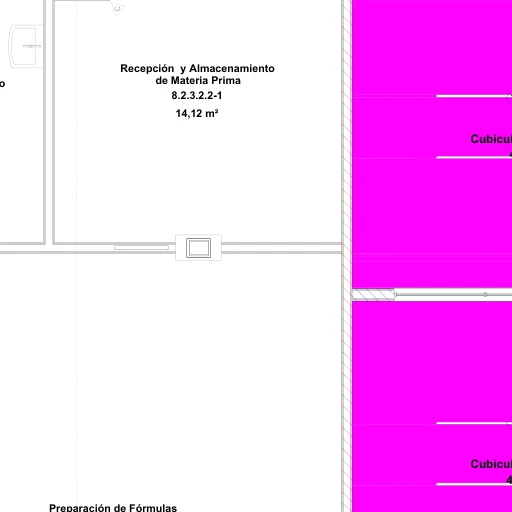 Recepción y Almacenamiento
de Materia Prima
8.2.3.2.2-1
14,12 m²
Preparación de Fórmulas